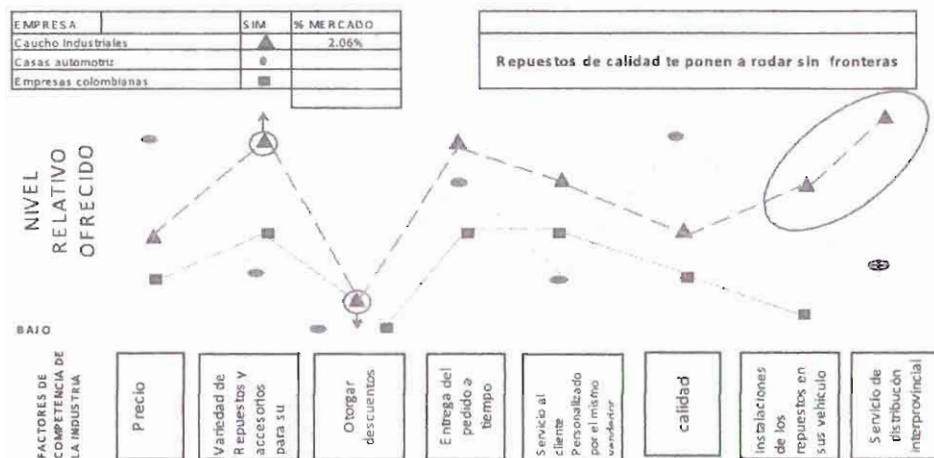 EMPRESA SIM % MERCADO
Caucho Industriales 2.06%
Casas automotriz
Empresas colombianas
Repuestos de calidad te ponen a rodar sin fronteras
NIVEL
RELATIVO
OFRECIDO
BAJO
FACTORES DE
COMPETENCIA DE
LA INDUSTRIA
Precio
Variedad de
Repuestos y
accesorios
para su
Otorgar
descuentos
Entrega del
pedido a
tiempo
Servicio al
cliente
Personalizado
por el mismo
vendedor
calidad
Instalaciones
de los
repuestos en
sus vehiculo
Servicio de
distribucón
interprovincial